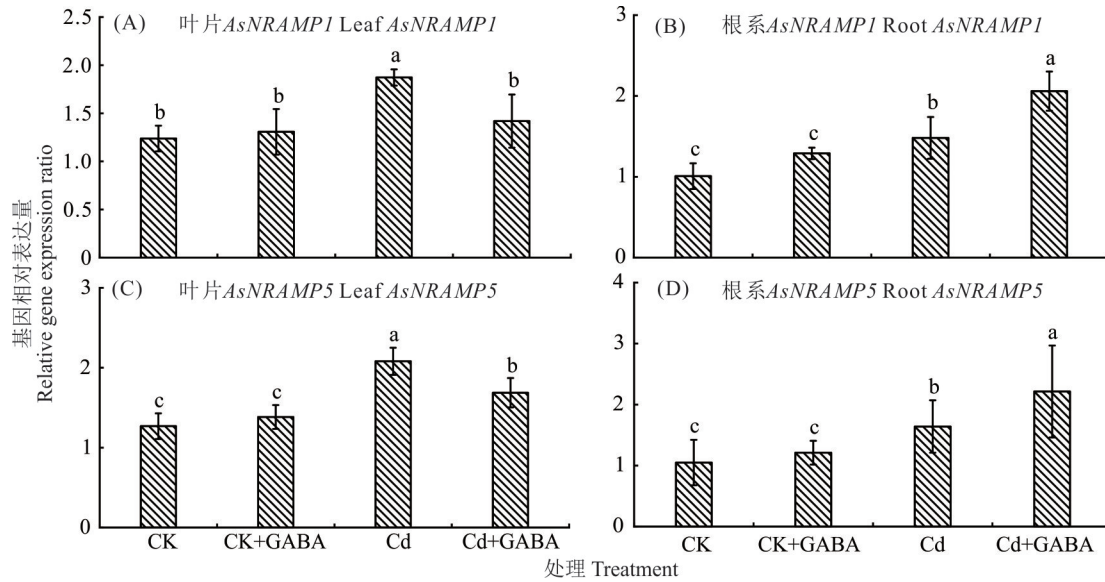 基因相对表达量
Relative gene expression ratio
(A) 叶片AsNRAMP1 Leaf AsNRAMP1
2.5
2.0
1.5
1.0
0.5
0
b
b
a
b
(B) 根系AsNRAMP1 Root AsNRAMP1
3
2
1
0
c
c
b
a
(C) 叶片AsNRAMP5 Leaf AsNRAMP5
3
2
1
0
c
c
a
b
CK CK+GABA Cd Cd+GABA
(D) 根系AsNRAMP5 Root AsNRAMP5
4
3
2
1
0
c
c
b
a
CK CK+GABA Cd Cd+GABA
处理 Treatment